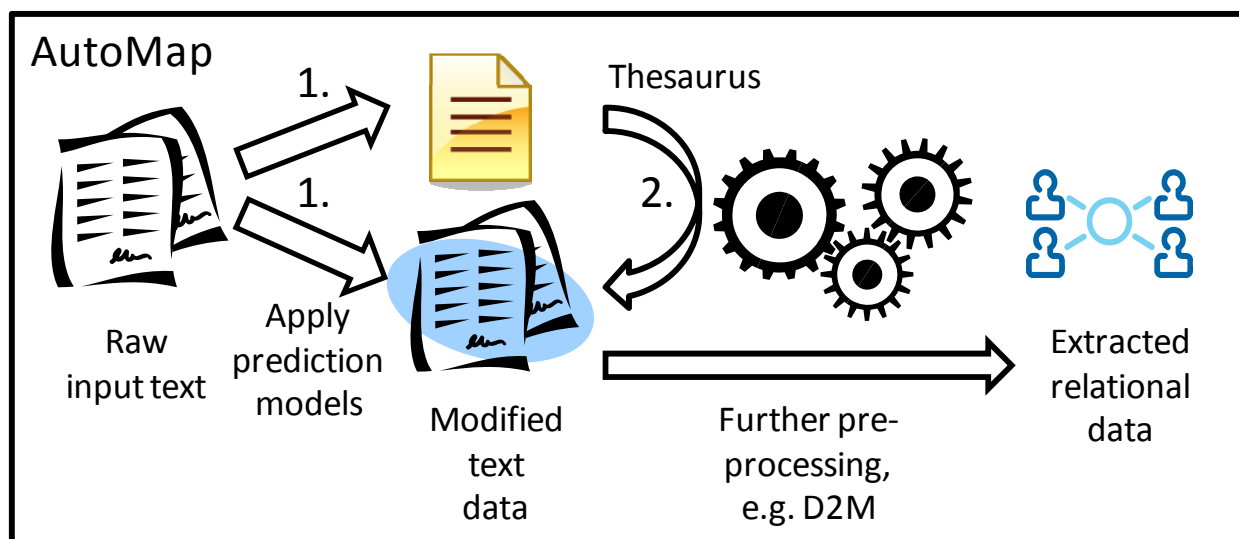 AutoMap
1.
Thesaurus
1.
2.
Raw
input text
Apply
prediction
models
Modified
text
data
Further pre-
processing,
e.g. D2M
Extracted
relational
data